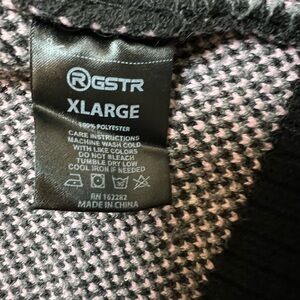 RGSTR
XLARGE
100% POLYESTER
CARE INSTRUCTIONS
MACHINE WASH COLD
WITH LIKE COLORS
DO NOT BLEACH
TUMBLE DRY LOW
COOL IRON IF NEEDED
RN 162282
MADE IN CHINA